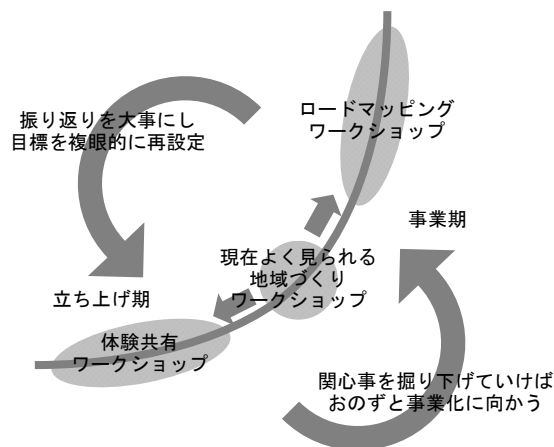 振り返りを大事にし
目標を複眼的に再設定
ロードマッピング
ワークショップ
事業期
現在よく見られる
地域づくり
ワークショップ
立ち上げ期
体験共有
ワークショップ
関心事を掘り下げていけば
おのずと事業化に向かう